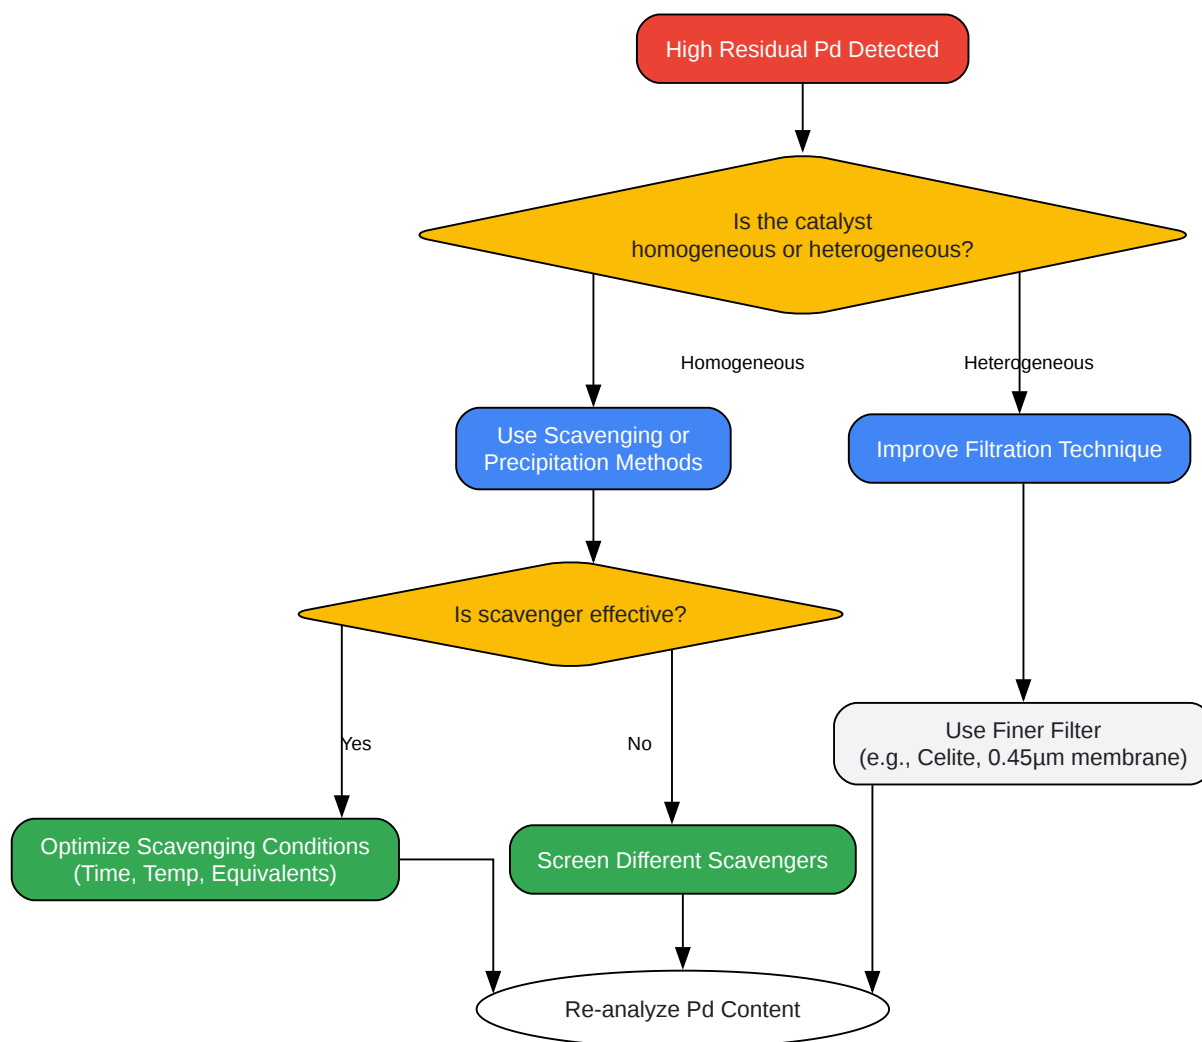 High Residual Pd Detected
Is the catalyst
homogeneous or heterogeneous?
Homogeneous
Heterogeneous
Use Scavenging or
Precipitation Methods
Improve Filtration Technique
Is scavenger effective?
Yes
No
Use Finer Filter
(e.g., Celite, 0.45µm membrane)
Optimize Scavenging Conditions
(Time, Temp, Equivalents)
Screen Different Scavengers
Re-analyze Pd Content